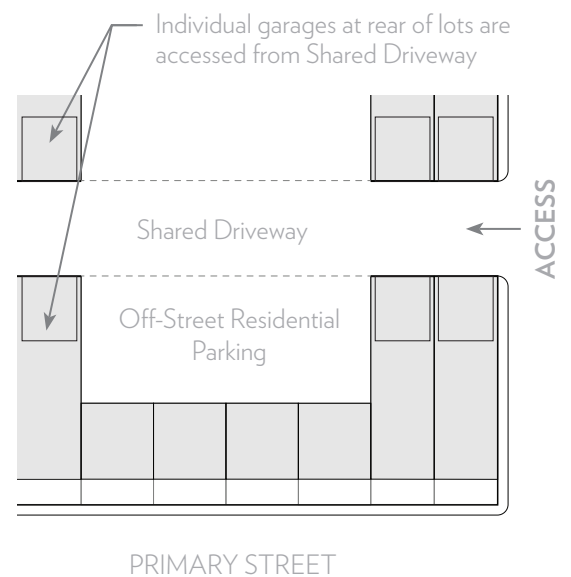 Individual garages at rear of lots are
accessed from Shared Driveway
Shared Driveway
ACCESS
Off-Street Residential
Parking
PRIMARY STREET